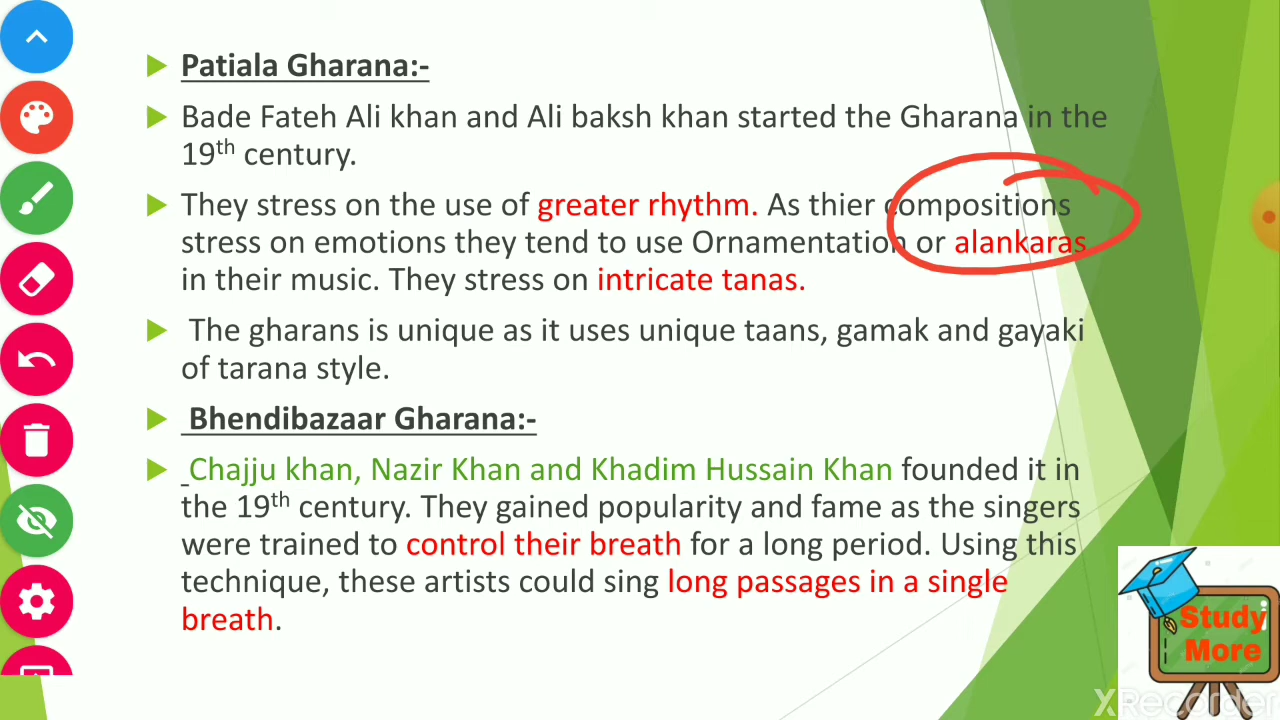 Patiala Gharana:-
Bade Fateh Ali khan and Ali baksh khan started the Gharana in the
19th century.
They stress on the use of greater rhythm. As thier compositions
stress on emotions they tend to use Ornamentation or alankaras
in their music. They stress on intricate tanas.
The gharans is unique as it uses unique taans, gamak and gayaki
of tarana style.
Bhendibazaar Gharana:-
Chajju khan, Nazir Khan and Khadim Hussain Khan founded it in
the 19th century. They gained popularity and fame as the singers
were trained to control their breath for a long period. Using this
technique, these artists could sing long passages in a single
breath.
Study
More
XRecorder